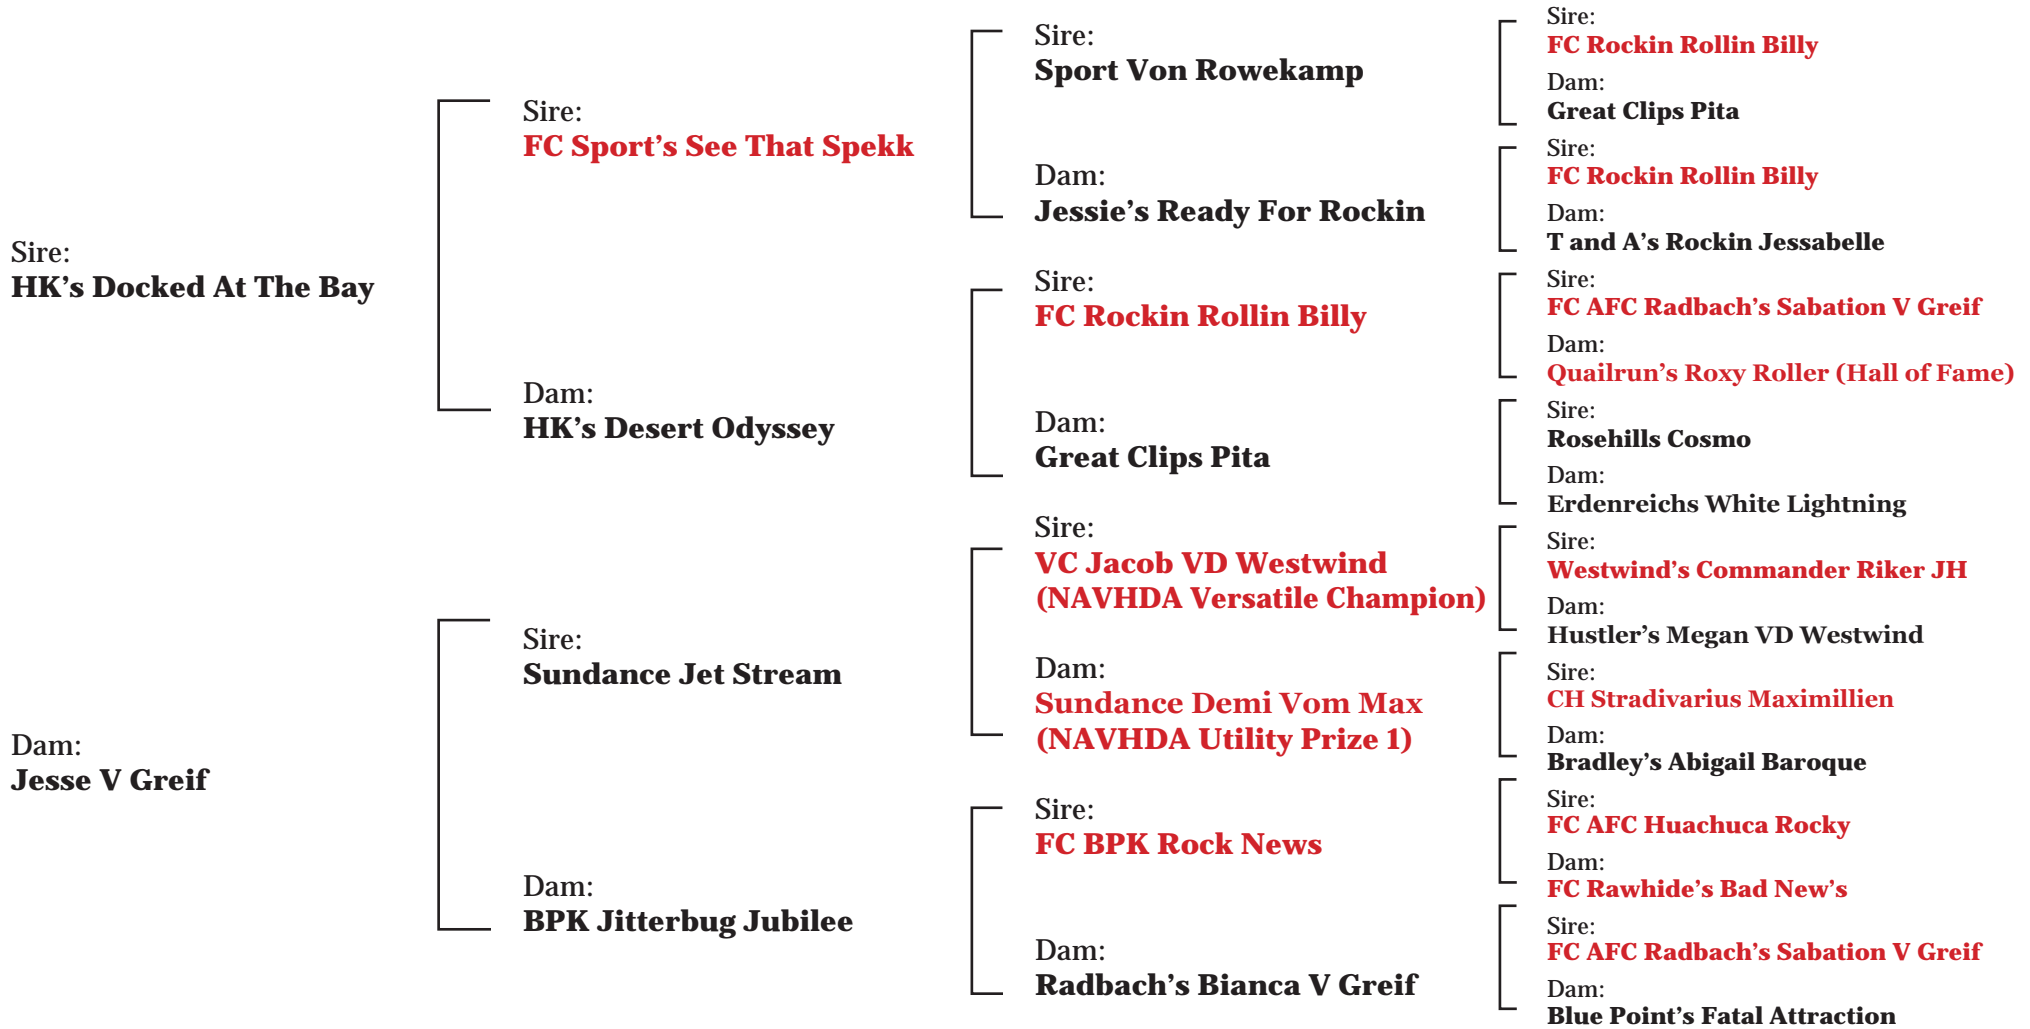 Sire:
HK’s Docked At The Bay
Dam:
Jesse V Greif
Sire:
FC Sport’s See That Spekk
Dam:
HK’s Desert Odyssey
Sire:
Sundance Jet Stream
Dam:
BPK Jitterbug Jubilee
Sire:
Sport Von Rowekamp
Dam:
Jessie’s Ready For Rockin
Sire:
FC Rockin Rollin Billy
Dam:
Great Clips Pita
Sire:
VC Jacob VD Westwind
(NAVHDA Versatile Champion)
Dam:
Sundance Demi Vom Max
(NAVHDA Utility Prize 1)
Sire:
FC BPK Rock News
Dam:
Radbach’s Bianca V Greif
Sire:
FC Rockin Rollin Billy
Dam:
Great Clips Pita
Sire:
FC Rockin Rollin Billy
Dam:
T and A’s Rockin Jessabelle
Sire:
FC AFC Radbach’s Sabation V Greif
Dam:
Quailrun’s Roxy Roller (Hall of Fame)
Sire:
Rosehills Cosmo
Dam:
Erdenreichs White Lightning
Sire:
Westwind’s Commander Riker JH
Dam:
Hustler’s Megan VD Westwind
Sire:
CH Stradivarius Maximillien
Dam:
Bradley’s Abigail Baroque
Sire:
FC AFC Huachuca Rocky
Dam:
FC Rawhide’s Bad New’s
Sire:
FC AFC Radbach’s Sabation V Greif
Dam:
Blue Point’s Fatal Attraction